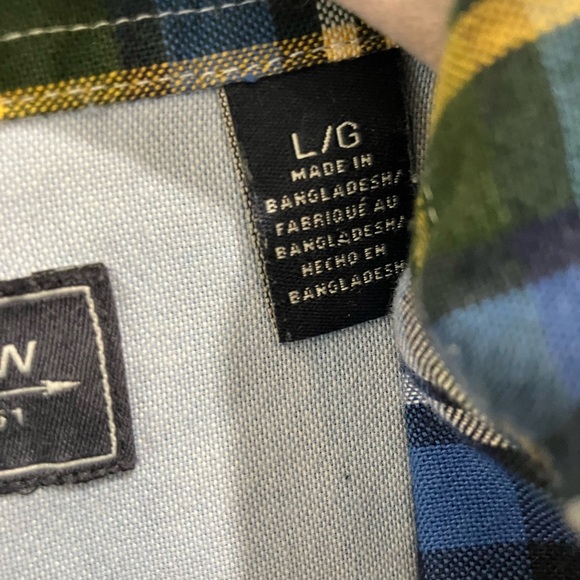 L/G
MADE IN
BANGLADESH/
FABRIQUÉ AU
BANGLADESH/
HECHO EN
BANGLADESH
W